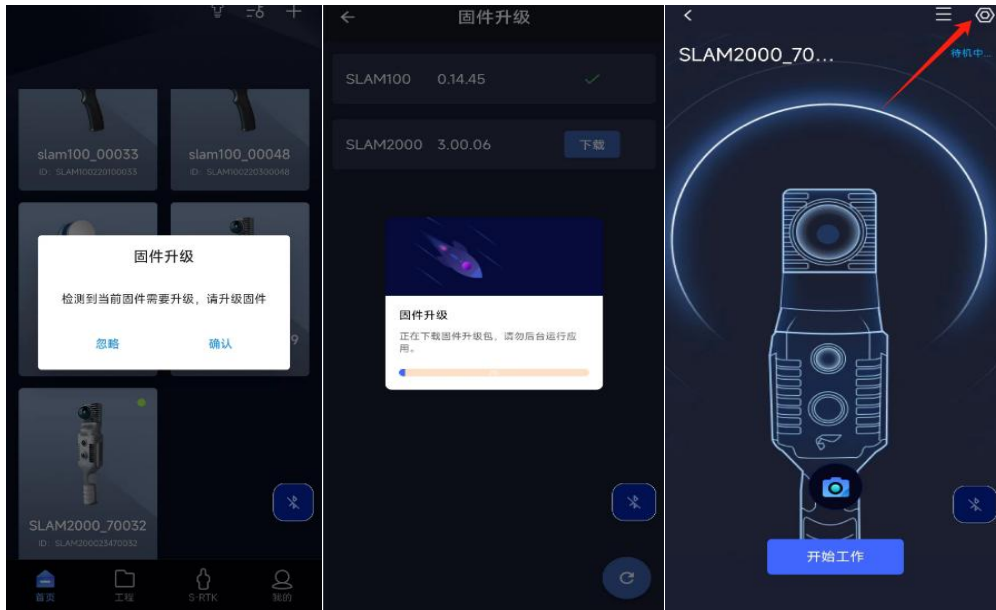 slam100_00033
slam100_00048
ID: SLAM100220100033
ID: SLAM100220300048
固件升级
检测到当前固件需要升级，请升级固件
忽略
确认
9
SLAM2000_70032
ID: SLAM200023470032
首页
工程
S-RTK
我的
固件升级
SLAM100 0.14.45
SLAM2000 3.00.06 下载
固件升级
正在下载固件升级包，请勿后台运行应
用。
SLAM2000_70...
待机中...
开始工作